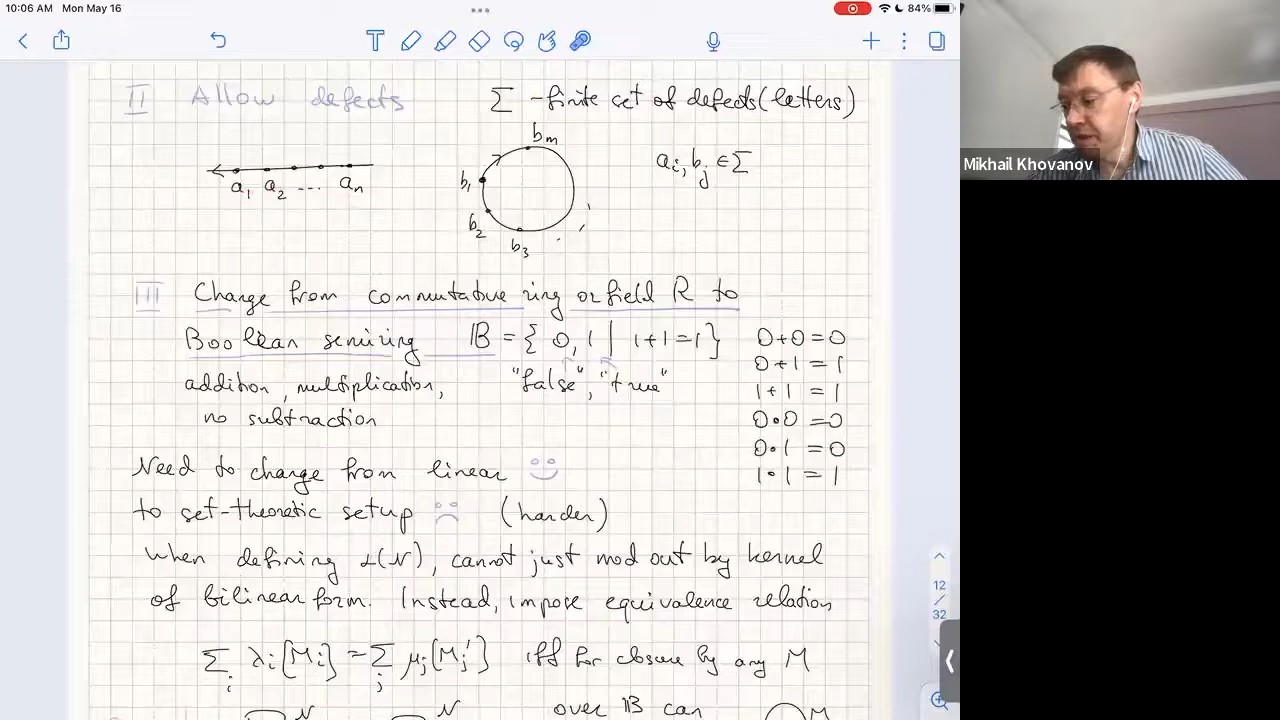 10:06 AM Mon May 16
84%
II Allow defects Σ - finite set of defects (letters)
a1 a2 ... an
bm
b1
b2
b3
ai, bj ∈ Σ
III Change from commutative ring or field R to
Boolean semiring B = { 0, 1 | 1+1=1 }
addition, multiplication, "false", "true"
no subtraction
0+0=0
0+1=1
1+1=1
0•0=0
0•1=0
1•1=1
Need to change from linear
to set-theoretic setup (harder)
When defining α(N), cannot just mod out by kernel
of bilinear form. Instead, impose equivalence relation
Σi λi[Mi] = Σj μj[M'j] iff for closure by any M
N N over B can M
12
/
32
Mikhail Khovanov